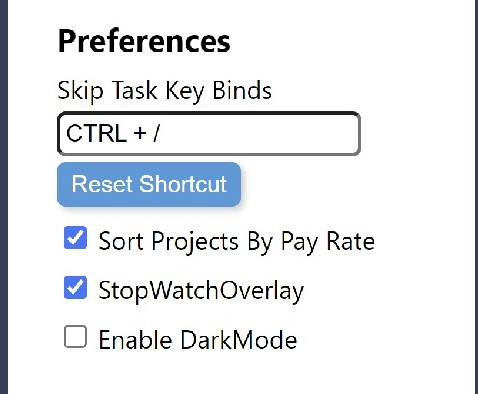 Preferences
Skip Task Key Binds
CTRL + /
Reset Shortcut
Sort Projects By Pay Rate
StopWatchOverlay
Enable DarkMode